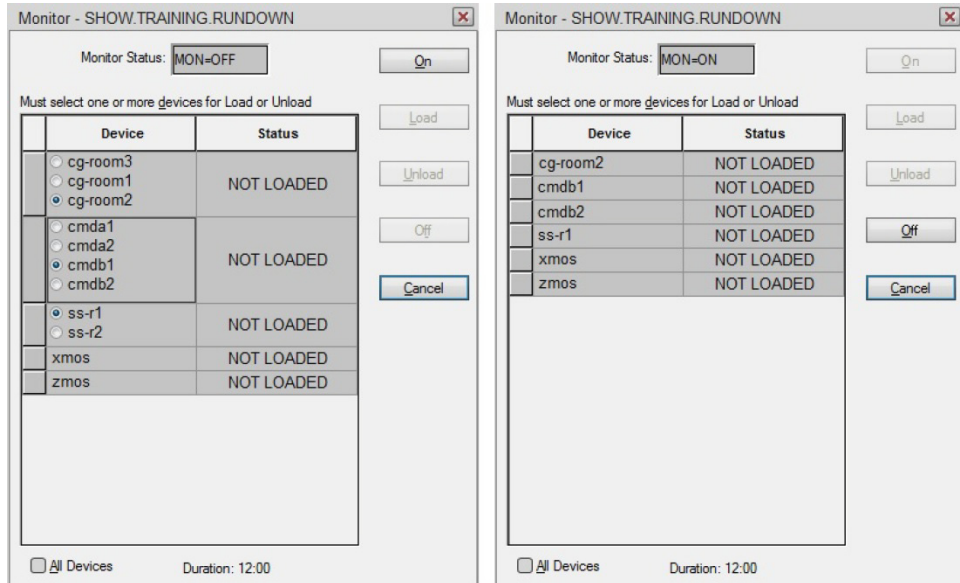 Monitor - SHOW.TRAINING.RUNDOWN
Monitor Status: MON=OFF
On
Must select one or more devices for Load or Unload
Load
Device Status
cg-room3
cg-room1
cg-room2
NOT LOADED
Unload
cmda1
cmda2
cmdb1
cmdb2
NOT LOADED
Off
Cancel
ss-r1
ss-r2
NOT LOADED
xmos NOT LOADED
zmos NOT LOADED
All Devices Duration: 12:00
Monitor - SHOW.TRAINING.RUNDOWN
Monitor Status: MON=ON
On
Must select one or more devices for Load or Unload
Load
Device Status
cg-room2 NOT LOADED
Unload
cmdb1 NOT LOADED
cmdb2 NOT LOADED
ss-r1 NOT LOADED
Off
xmos NOT LOADED
zmos NOT LOADED
Cancel
All Devices Duration: 12:00